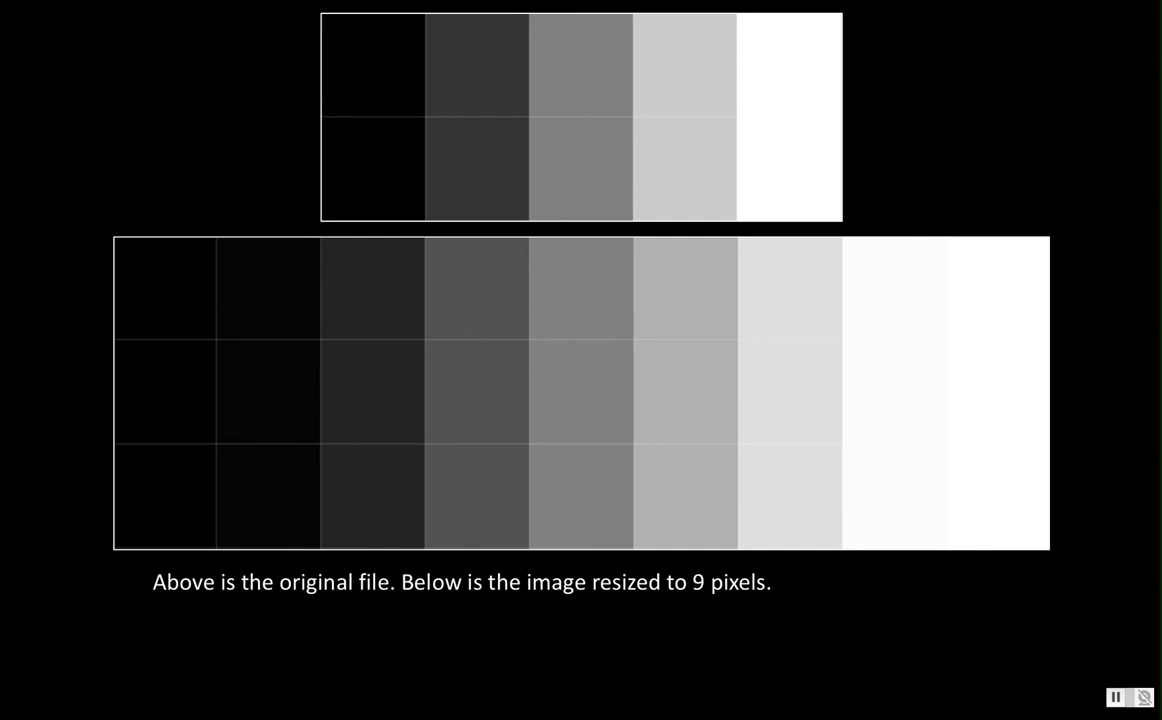 Above is the original file. Below is the image resized to 9 pixels.